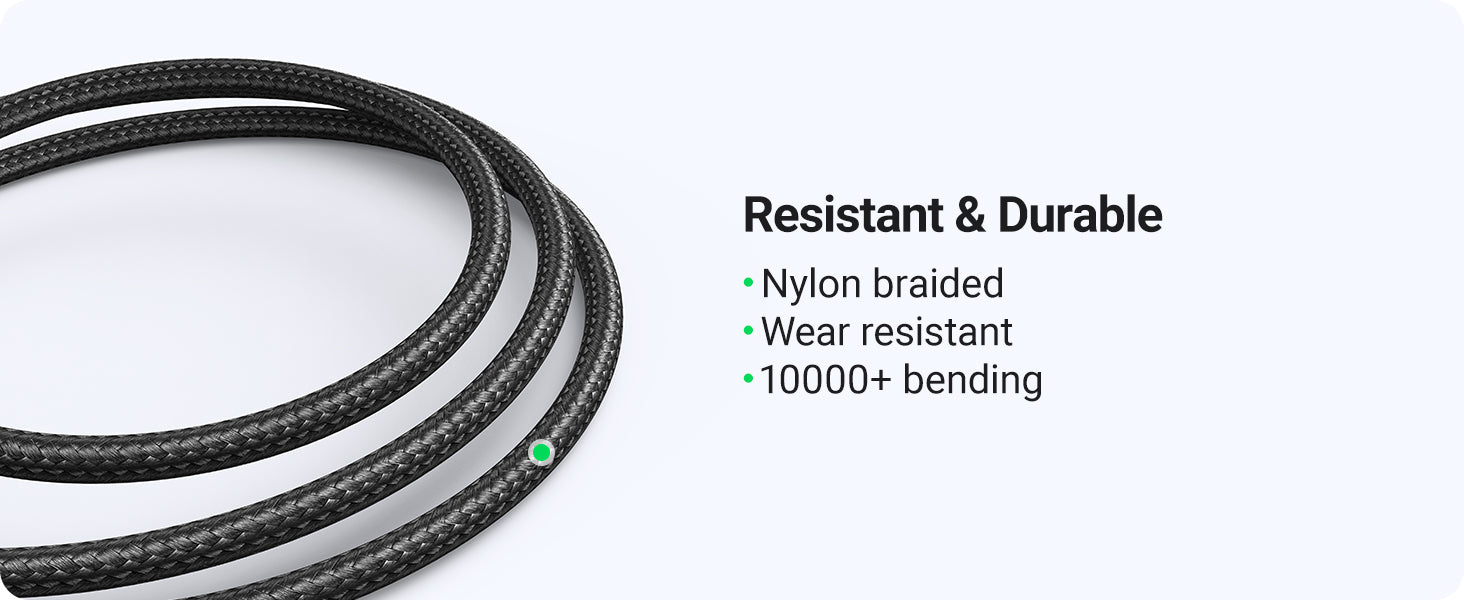 Resistant & Durable
• Nylon braided
• Wear resistant
• 10000+ bending